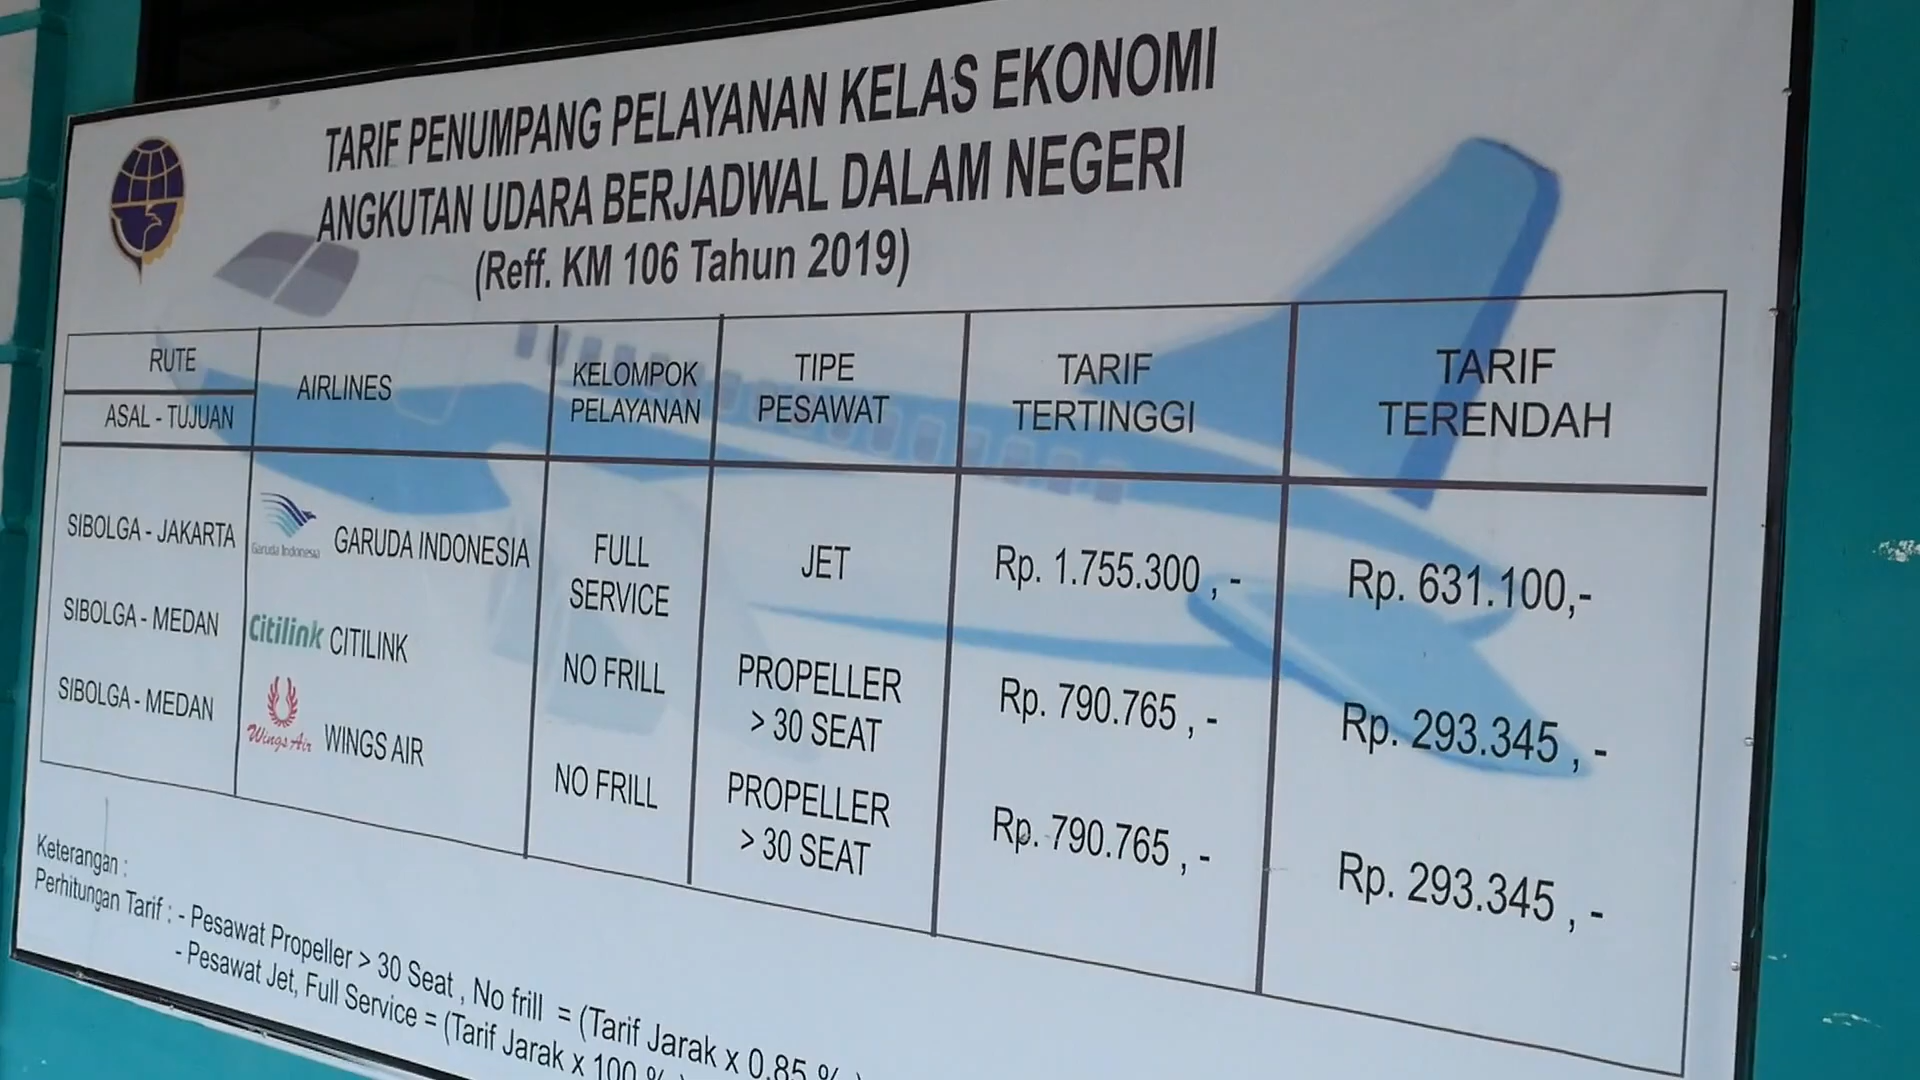 TARIF PENUMPANG PELAYANAN KELAS EKONOMI
ANGKUTAN UDARA BERJADWAL DALAM NEGERI
(Reff. KM 106 Tahun 2019)
RUTE
ASAL - TUJUAN
AIRLINES
KELOMPOK
PELAYANAN
TIPE
PESAWAT
TARIF
TERTINGGI
TARIF
TERENDAH
SIBOLGA - JAKARTA
Garuda Indonesia
GARUDA INDONESIA
FULL
SERVICE
JET
Rp. 1.755.300 , -
Rp. 631.100,-
SIBOLGA - MEDAN
Citilink
CITILINK
NO FRILL
PROPELLER
> 30 SEAT
Rp. 790.765 , -
Rp. 293.345 , -
SIBOLGA - MEDAN
Wings Air
WINGS AIR
NO FRILL
PROPELLER
> 30 SEAT
Rp. 790.765 , -
Rp. 293.345 , -
Keterangan :
Perhitungan Tarif : - Pesawat Propeller > 30 Seat , No frill = (Tarif Jarak x 0.85 %
- Pesawat Jet, Full Service = (Tarif Jarak x 100 %